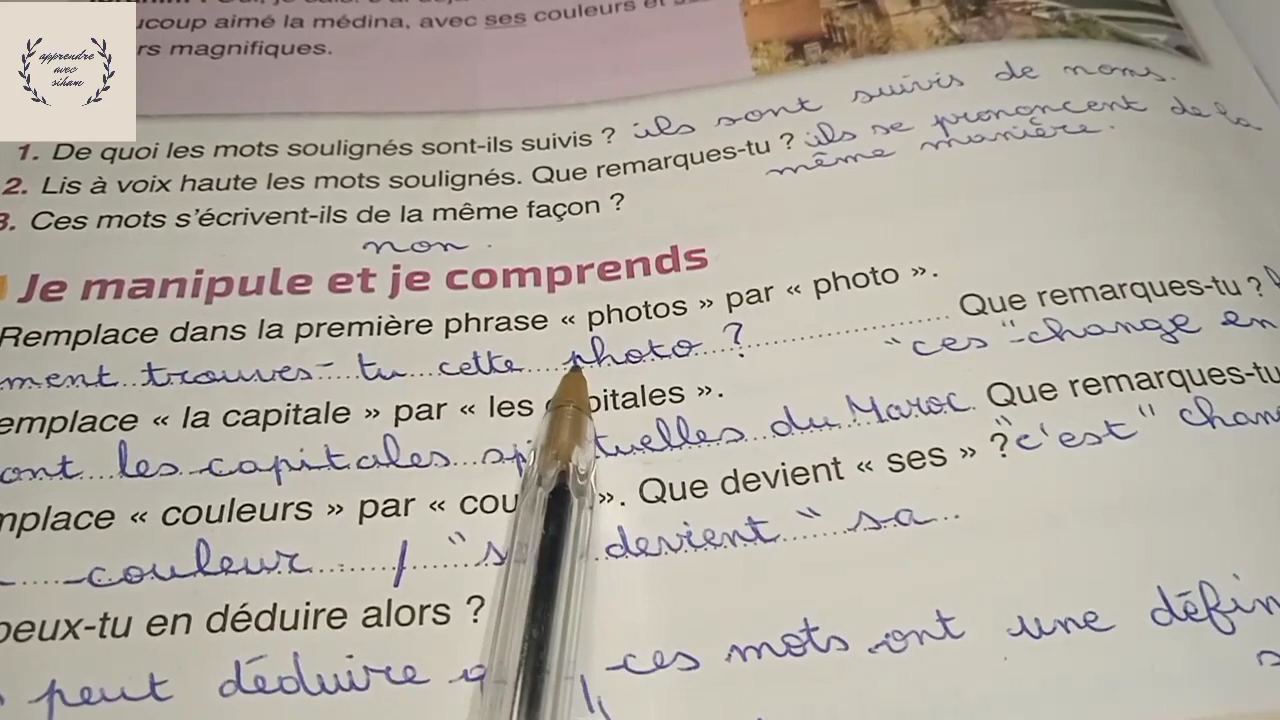 apprendre
avec
siham
ucoup aimé la médina, avec ses couleurs et
rs magnifiques.
1. De quoi les mots soulignés sont-ils suivis ? ils sont suivis de noms.
2. Lis à voix haute les mots soulignés. Que remarques-tu ? ils se prononcent de la
même manière.
3. Ces mots s'écrivent-ils de la même façon ?
non.
Je manipule et je comprends
Remplace dans la première phrase « photos » par « photo ».
ment trouves-tu cette photo ? Que remarques-tu ?
"ces" change en
emplace « la capitale » par « les capitales ».
ont les capitales spirituelles du Maroc. Que remarques-tu
"c'est" chan
mplace « couleurs » par « cou ». Que devient « ses » ?
couleur / devient "sa
peux-tu en déduire alors ?
peut déduire ces mots ont une défin